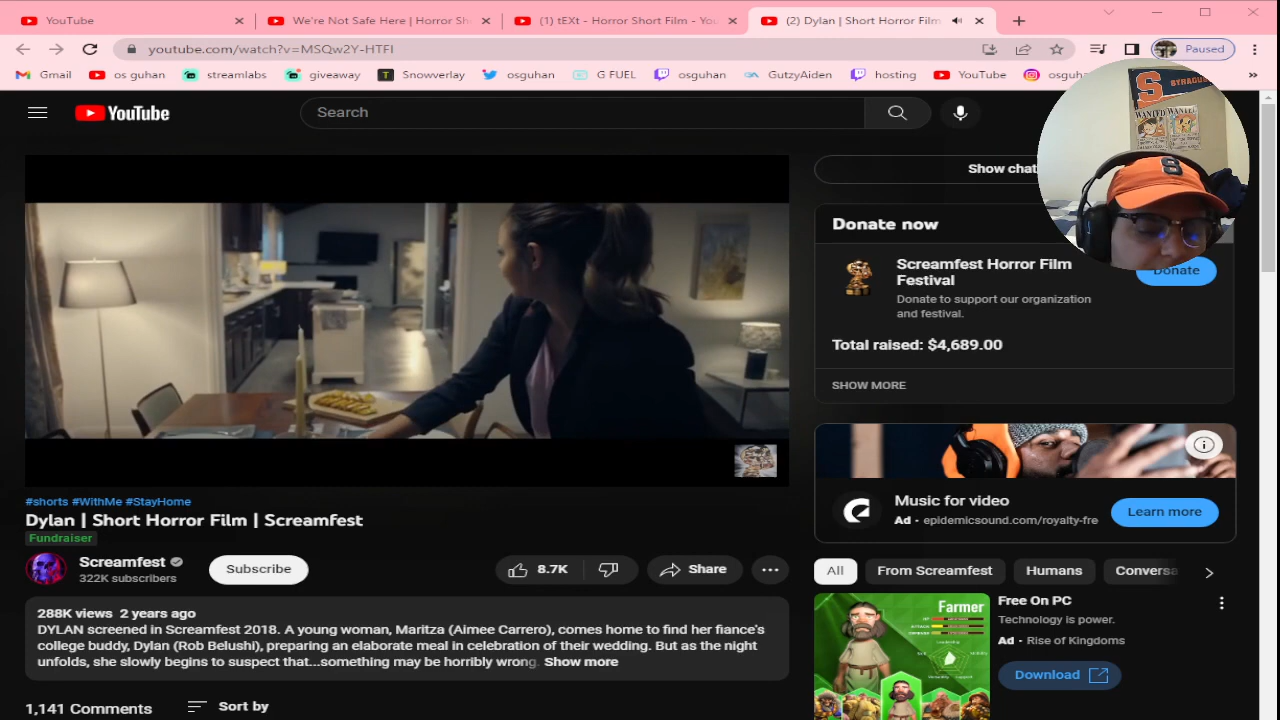 YouTube
We're Not Safe Here | Horror Sh
(1) tEXt - Horror Short Film - You
(2) Dylan | Short Horror Film
youtube.com/watch?v=MSQw2Y-HTFI
Paused
Gmail
os guhan
streamlabs
giveaway
Snowverlay
osguhan
G FUEL
osguhan
GutzyAiden
hosting
YouTube
osguha
YouTube
Search
Show chat
WANTED WANTED
S
Donate now
Screamfest Horror Film
Festival
Donate
Donate to support our organization
and festival.
Total raised: $4,689.00
SHOW MORE
Music for video
Ad · epidemicsound.com/royalty-fre
Learn more
#shorts #WithMe #StayHome
Dylan | Short Horror Film | Screamfest
Fundraiser
Screamfest
322K subscribers
Subscribe
8.7K
Share
All
From Screamfest
Humans
Conversa
288K views 2 years ago
DYLAN screened in Screamfest 2018. A young woman, Maritza (Aimee), comes home to find her fiance's
college buddy, Dylan (Rob), preparing an elaborate meal in celebration of their wedding. But as the night
unfolds, she slowly begins to suspect that...something may be horribly wrong. Show more
Farmer
Free On PC
Technology is power.
Ad · Rise of Kingdoms
Download
1,141 Comments
Sort by